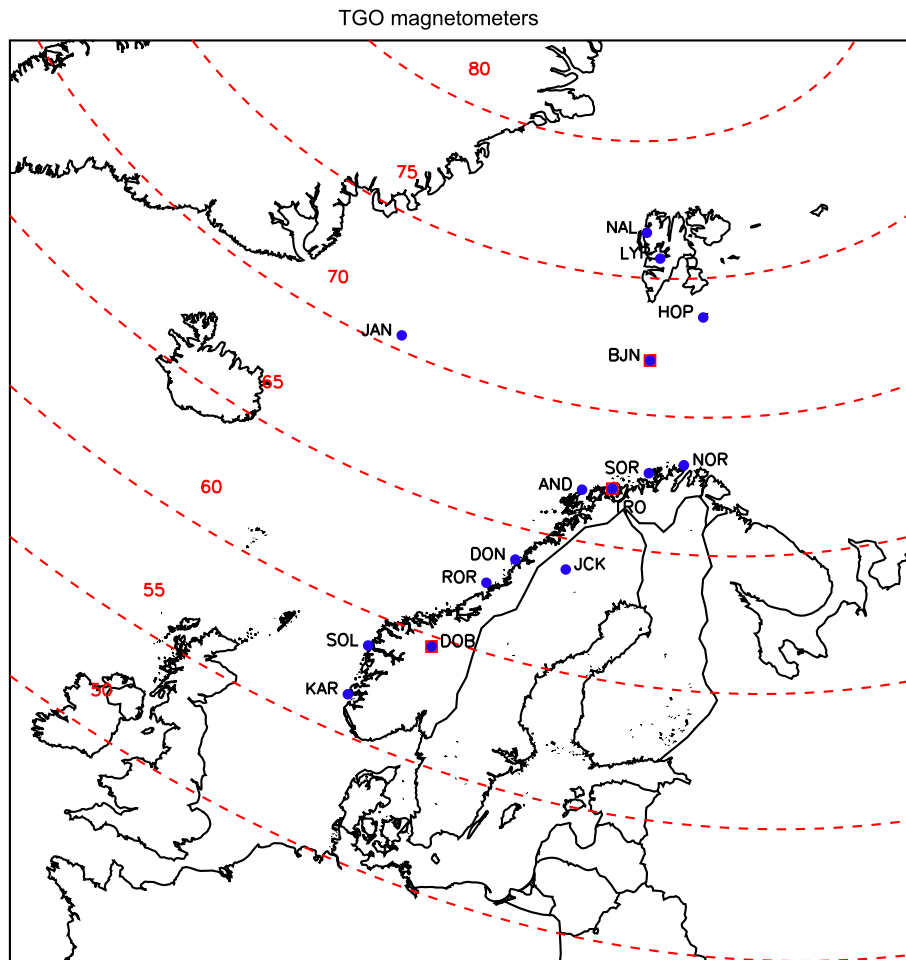 TGO magnetometers
80
75
NAL
LYR
70
HOP
JAN
BJN
65
NOR
SOR
AND
60
TRO
DON
JCK
ROR
55
SOL
DOB
KAR
50